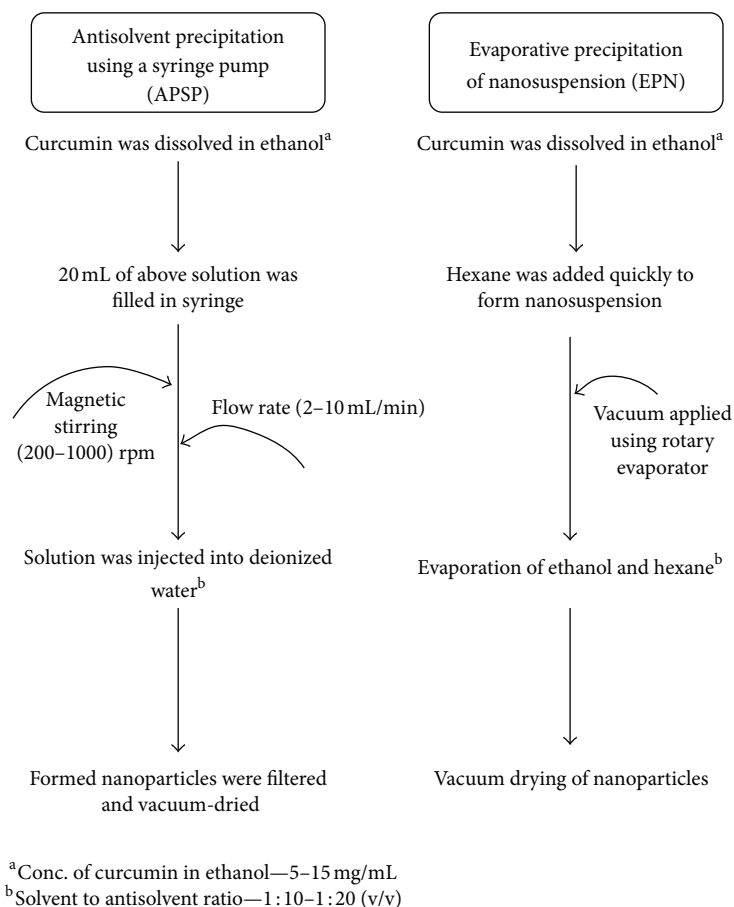 Antisolvent precipitation
using a syringe pump
(APSP)
Curcumin was dissolved in ethanolᵃ
20 mL of above solution was
filled in syringe
Magnetic
stirring
(200–1000) rpm
Flow rate (2–10 mL/min)
Solution was injected into deionized
waterᵇ
Formed nanoparticles were filtered
and vacuum-dried
Evaporative precipitation
of nanosuspension (EPN)
Curcumin was dissolved in ethanolᵃ
Hexane was added quickly to
form nanosuspension
Vacuum applied
using rotary
evaporator
Evaporation of ethanol and hexaneᵇ
Vacuum drying of nanoparticles
ᵃConc. of curcumin in ethanol—5–15 mg/mL
ᵇSolvent to antisolvent ratio—1 : 10–1 : 20 (v/v)